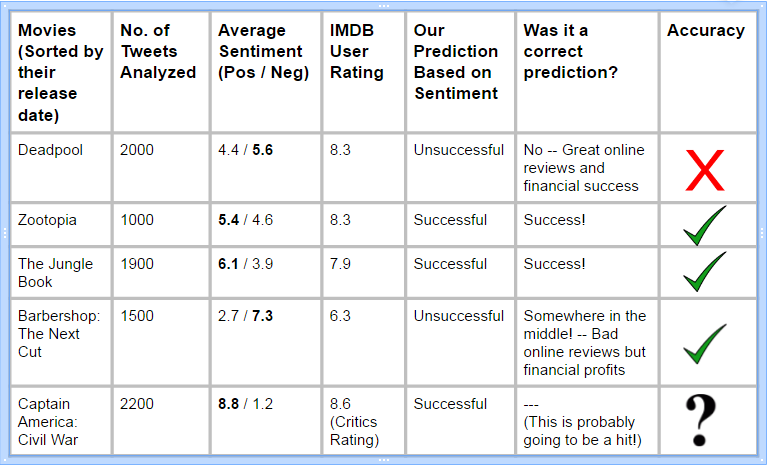 Movies
(Sorted by
their
release
date)
No. of
Tweets
Analyzed
Average
Sentiment
(Pos / Neg)
IMDB
User
Rating
Our
Prediction
Based on
Sentiment
Was it a
correct
prediction?
Accuracy
Deadpool
2000
4.4 / 5.6
8.3
Unsuccessful
No -- Great online
reviews and
financial success
X
Zootopia
1000
5.4 / 4.6
8.3
Successful
Success!
The Jungle
Book
1900
6.1 / 3.9
7.9
Successful
Success!
Barbershop:
The Next
Cut
1500
2.7 / 7.3
6.3
Unsuccessful
Somewhere in the
middle! -- Bad
online reviews but
financial profits
Captain
America:
Civil War
2200
8.8 / 1.2
8.6
(Critics
Rating)
Successful
---
(This is probably
going to be a hit!)
?